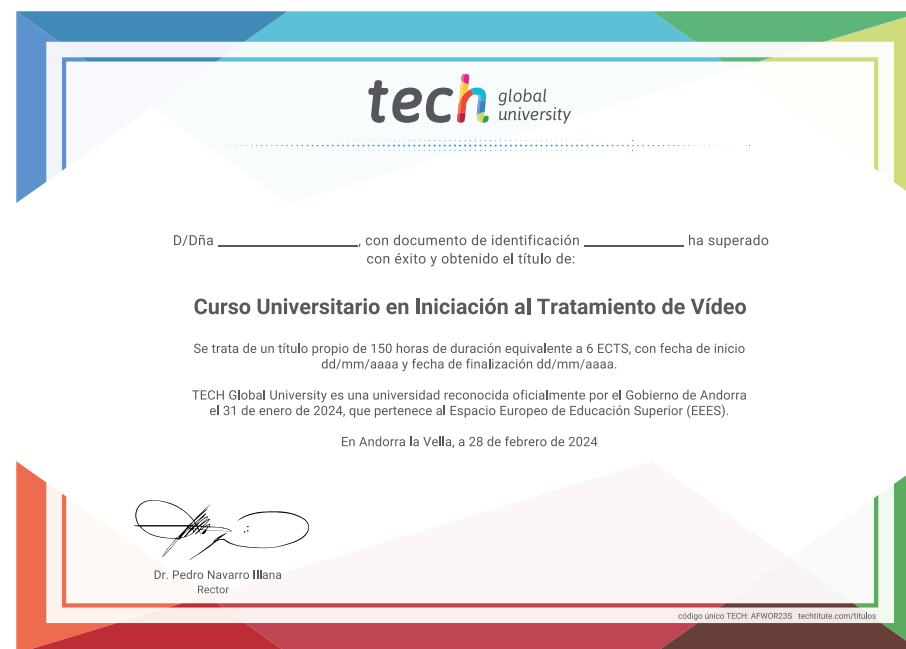 tech global university
D/Dña ____________________, con documento de identificación ______________ ha superado
con éxito y obtenido el título de:
Curso Universitario en Iniciación al Tratamiento de Vídeo
Se trata de un título propio de 150 horas de duración equivalente a 6 ECTS, con fecha de inicio
dd/mm/aaaa y fecha de finalización dd/mm/aaaa.
TECH Global University es una universidad reconocida oficialmente por el Gobierno de Andorra
el 31 de enero de 2024, que pertenece al Espacio Europeo de Educación Superior (EEES).
En Andorra la Vella, a 28 de febrero de 2024
Dr. Pedro Navarro Illana
Rector
código único TECH: AFWOR23S techtitute.com/titulos